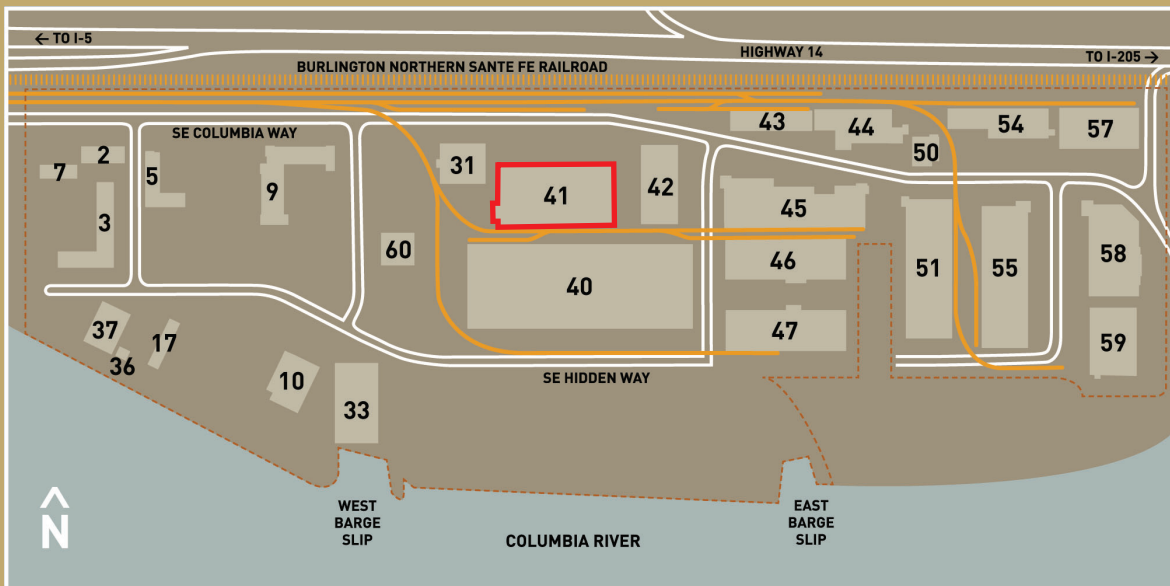 ← TO I-5
HIGHWAY 14
TO I-205 →
BURLINGTON NORTHERN SANTE FE RAILROAD
SE COLUMBIA WAY
43
44
54
57
50
2
7
5
9
31
41
42
3
45
60
46
51
55
58
40
47
37
17
36
59
10
SE HIDDEN WAY
33
N
WEST
BARGE
SLIP
EAST
BARGE
SLIP
COLUMBIA RIVER